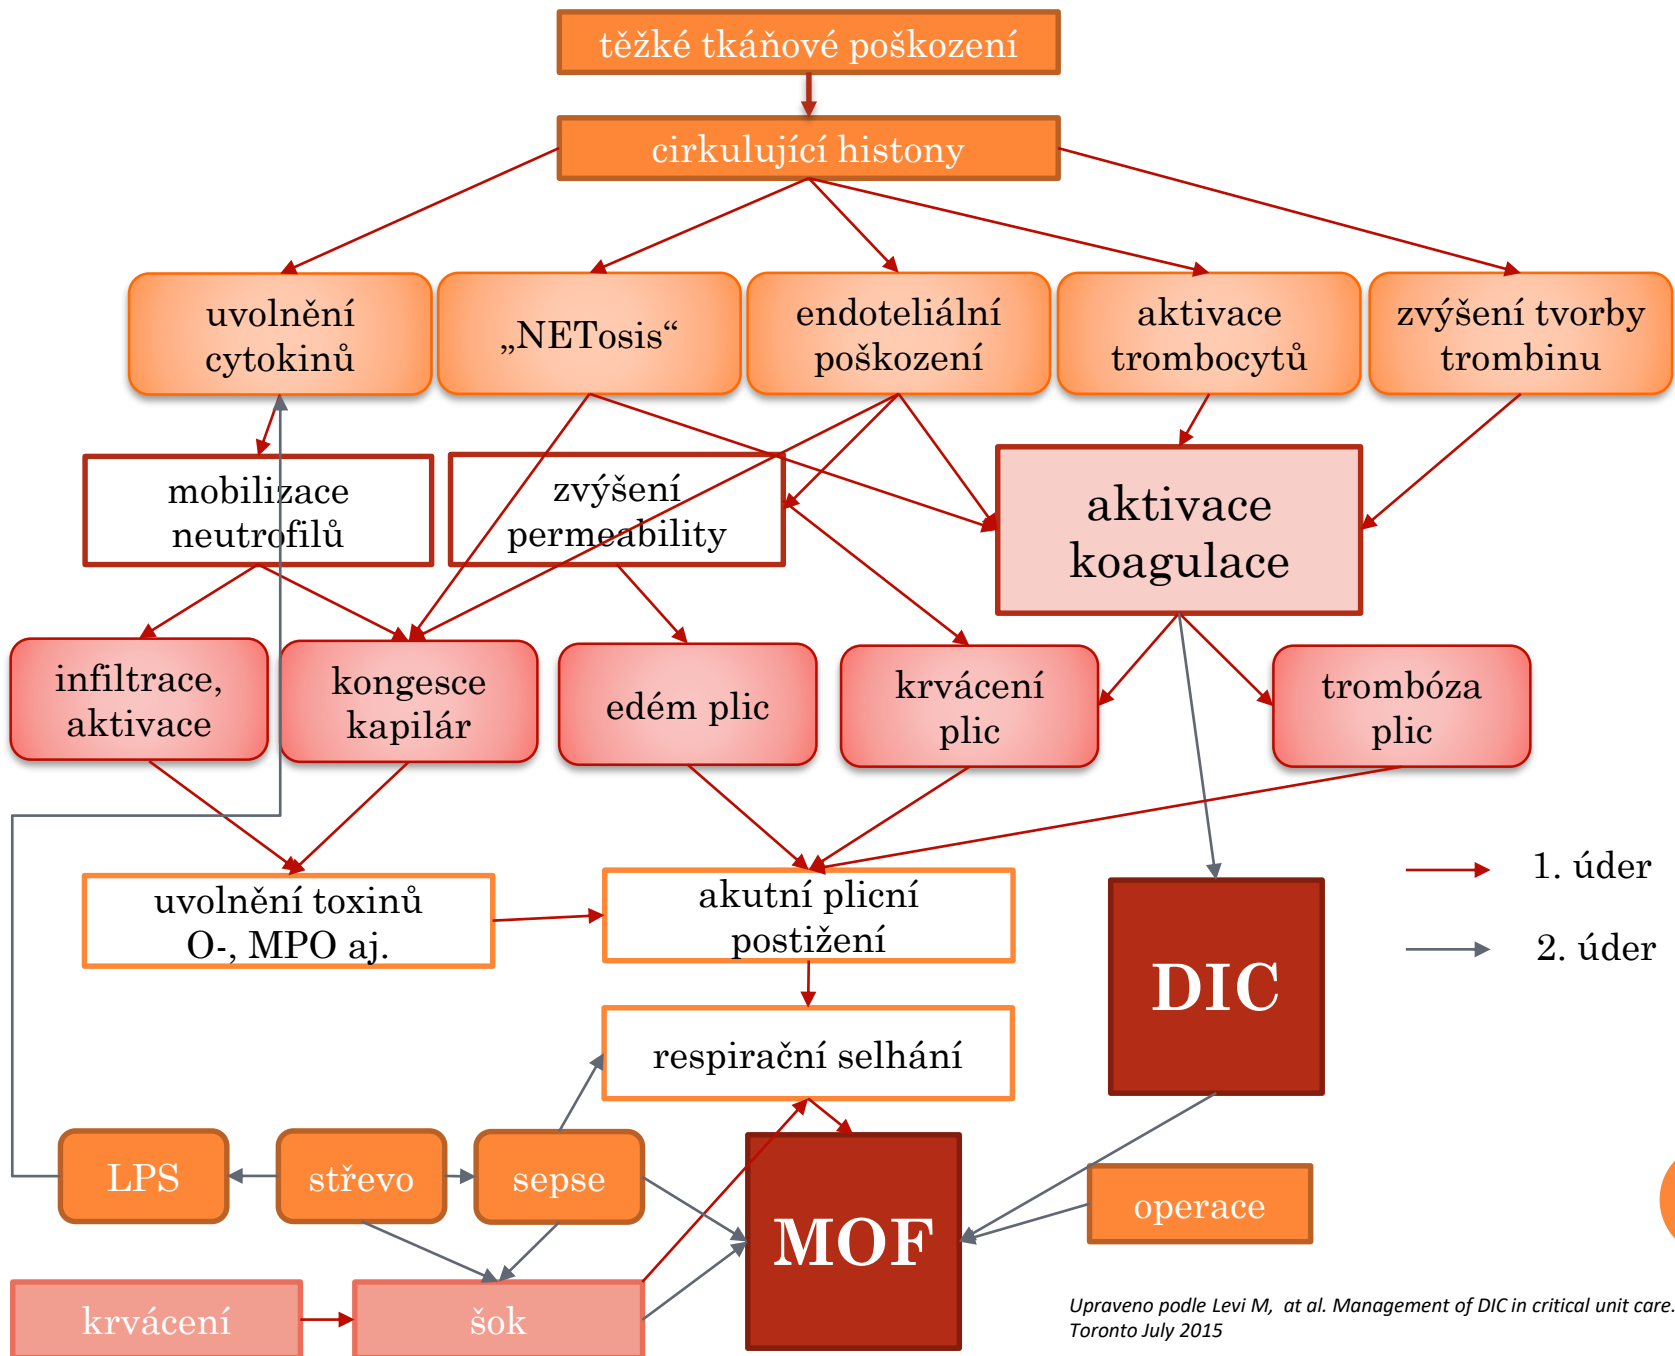 těžké tkáňové poškození
cirkulující histony
uvolnění
cytokinů
„NETosis“
endoteliální
poškození
aktivace
trombocytů
zvýšení tvorby
trombinu
mobilizace
neutrofilů
zvýšení
permeability
aktivace
koagulace
infiltrace,
aktivace
kongesce
kapilár
edém plic
krvácení
plic
trombóza
plic
1. úder
2. úder
uvolnění toxinů
O-, MPO aj.
akutní plicní
postižení
DIC
respirační selhání
LPS
střevo
sepse
MOF
operace
krvácení
šok
Upraveno podle Levi M, at al. Management of DIC in critical unit care.
Toronto July 2015